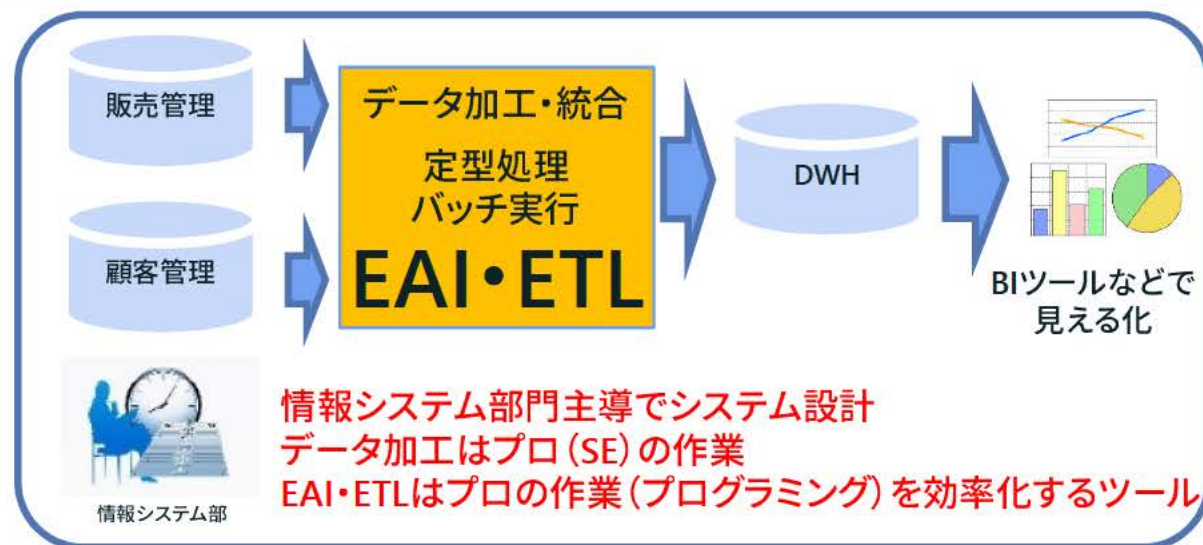 販売管理
顧客管理
データ加工・統合
定型処理
バッチ実行
EAI・ETL
DWH
BIツールなどで
見える化
情報システム部
情報システム部門主導でシステム設計
データ加工はプロ(SE)の作業
EAI・ETLはプロの作業(プログラミング)を効率化するツール